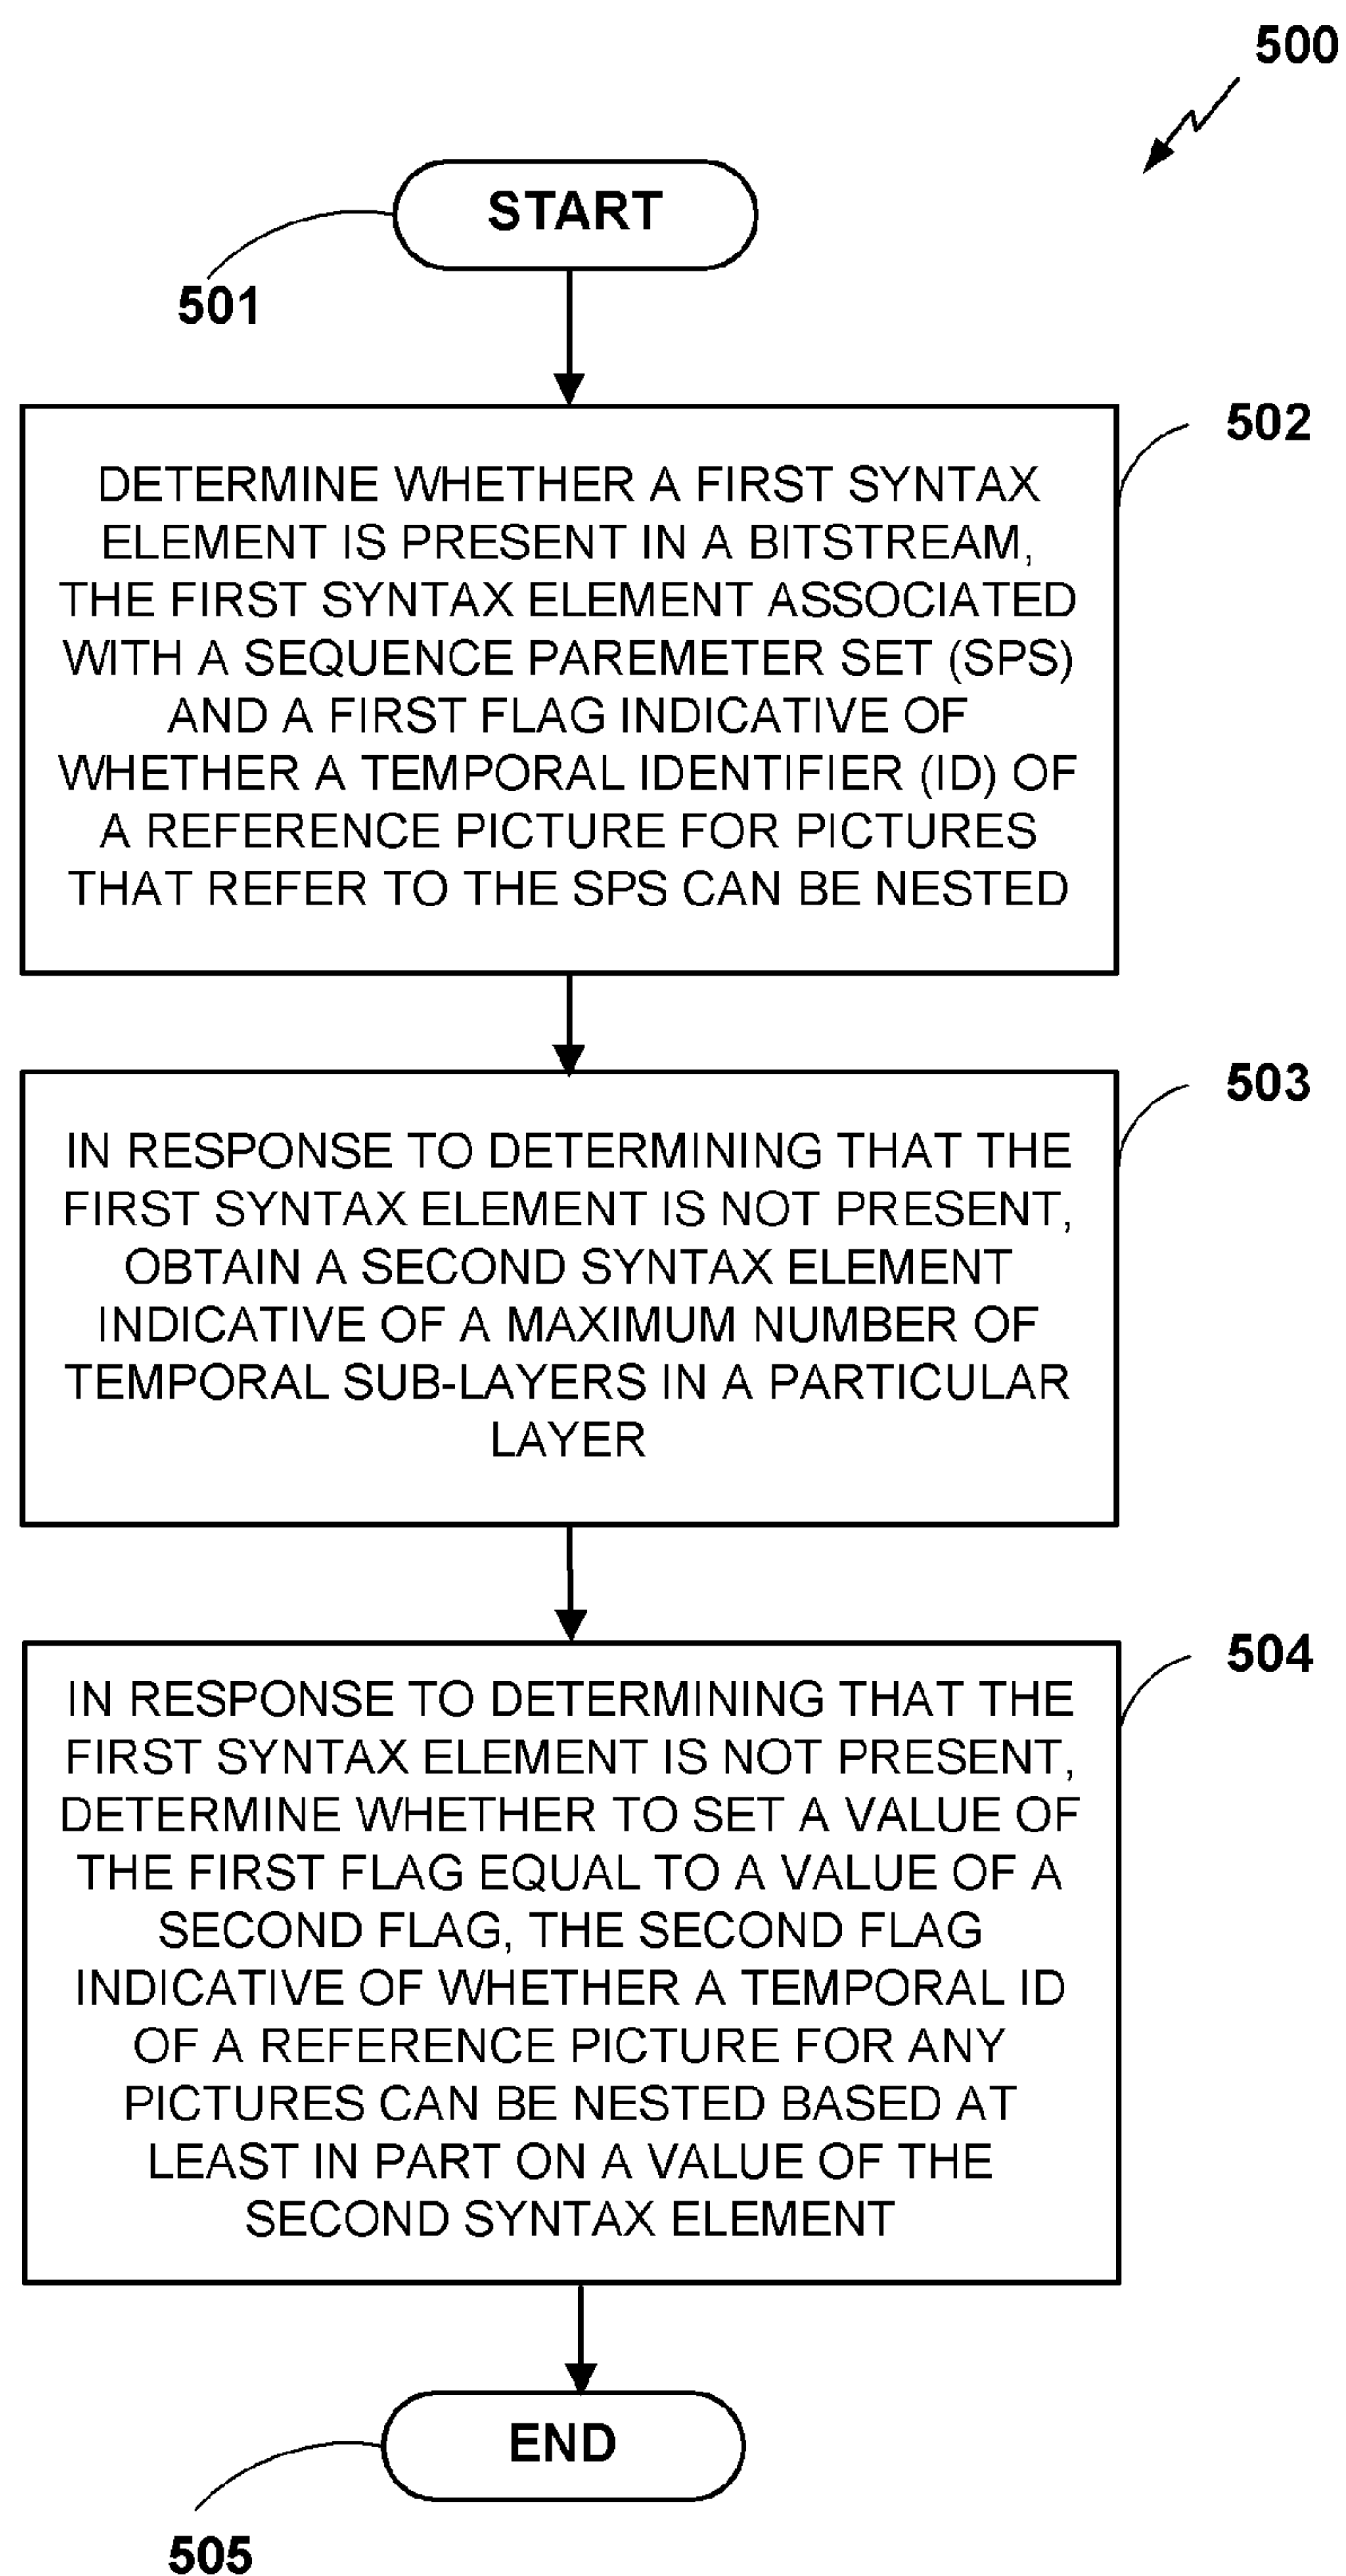 500
START
501
502
DETERMINE WHETHER A FIRST SYNTAX
ELEMENT IS PRESENT IN A BITSTREAM,
THE FIRST SYNTAX ELEMENT ASSOCIATED
WITH A SEQUENCE PAREMETER SET (SPS)
AND A FIRST FLAG INDICATIVE OF
WHETHER A TEMPORAL IDENTIFIER (ID) OF
A REFERENCE PICTURE FOR PICTURES
THAT REFER TO THE SPS CAN BE NESTED
503
IN RESPONSE TO DETERMINING THAT THE
FIRST SYNTAX ELEMENT IS NOT PRESENT,
OBTAIN A SECOND SYNTAX ELEMENT
INDICATIVE OF A MAXIMUM NUMBER OF
TEMPORAL SUB-LAYERS IN A PARTICULAR
LAYER
504
IN RESPONSE TO DETERMINING THAT THE
FIRST SYNTAX ELEMENT IS NOT PRESENT,
DETERMINE WHETHER TO SET A VALUE OF
THE FIRST FLAG EQUAL TO A VALUE OF A
SECOND FLAG, THE SECOND FLAG
INDICATIVE OF WHETHER A TEMPORAL ID
OF A REFERENCE PICTURE FOR ANY
PICTURES CAN BE NESTED BASED AT
LEAST IN PART ON A VALUE OF THE
SECOND SYNTAX ELEMENT
END
505